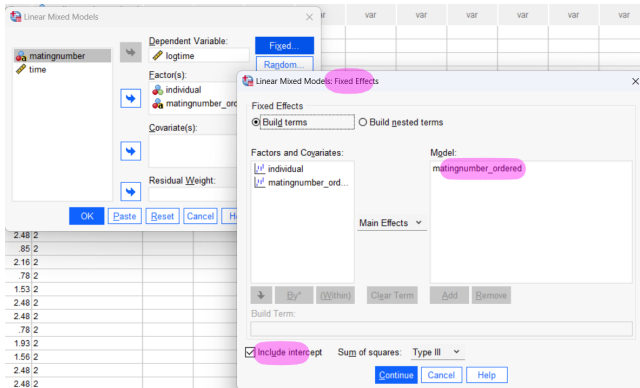 Linear Mixed Models
var
var
var
var
var
var
var
Dependent Variable:
logtime
Fixed...
Random...
matingnumber
time
Factor(s):
individual
matingnumber_ord
Covariate(s):
Residual Weight:
OK
Paste
Reset
Cancel
Linear Mixed Models: Fixed Effects
Fixed Effects
Build terms
Build nested terms
Factors and Covariates:
Model:
individual
matingnumber_ord...
matingnumber_ordered
Main Effects
By*
(Within)
Clear Term
Add
Remove
Build Term:
Include intercept
Sum of squares:
Type III
Continue
Cancel
Help
2.48 2
.85 2
2.16 2
.78 2
1.53 2
2.48 2
2.48 2
.78 2
1.93 2
1.56 2
2.48 2
2.48 2